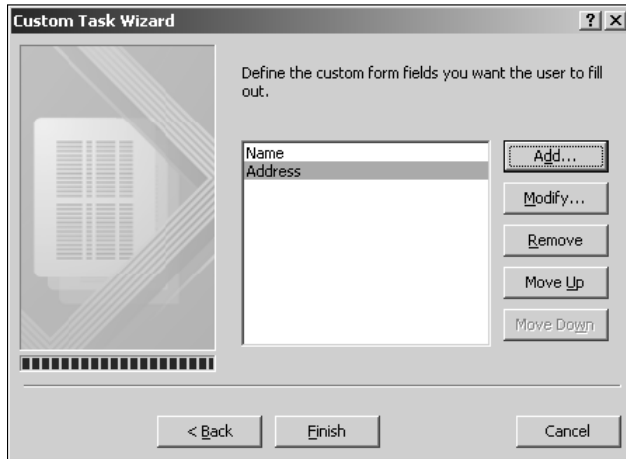 Custom Task Wizard
Define the custom form fields you want the user to fill
out.
Name
Address
Add...
Modify...
Remove
Move Up
Move Down
< Back
Finish
Cancel